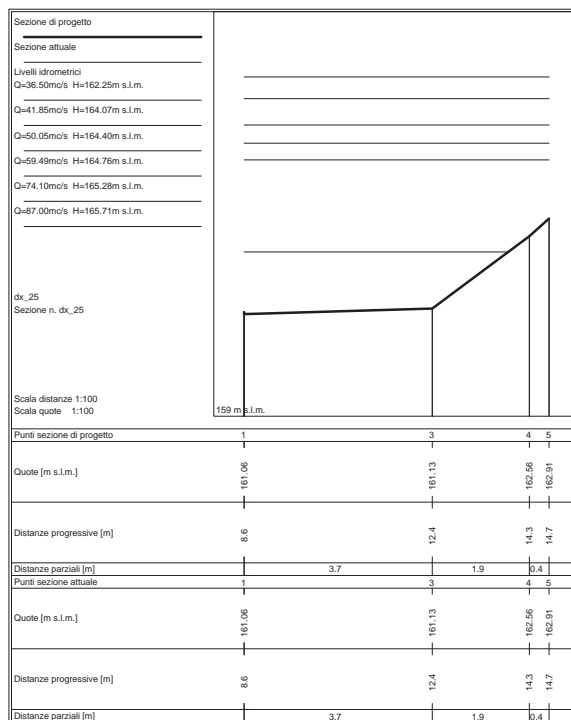 Sezione di progetto
Sezione attuale
Livelli idrometrici
Q=36.50mc/s H=162.25m s.l.m.
Q=41.85mc/s H=164.07m s.l.m.
Q=50.05mc/s H=164.40m s.l.m.
Q=59.49mc/s H=164.76m s.l.m.
Q=74.10mc/s H=165.28m s.l.m.
Q=87.00mc/s H=165.71m s.l.m.
dx_25
Sezione n. dx_25
Scala distanze 1:100
Scala quote 1:100
159 m s.l.m.
Punti sezione di progetto 1 3 4 5
Quote [m s.l.m.] 161.06 161.13 162.56 162.91
Distanze progressive [m] 8.6 12.4 14.3 14.7
Distanze parziali [m] 3.7 1.9 0.4
Punti sezione attuale 1 3 4 5
Quote [m s.l.m.] 161.06 161.13 162.56 162.91
Distanze progressive [m] 8.6 12.4 14.3 14.7
Distanze parziali [m] 3.7 1.9 0.4